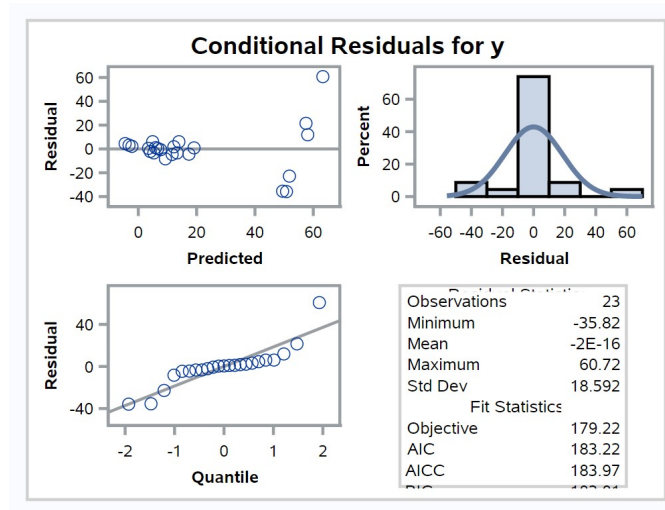 Conditional Residuals for y
60
40
20
0
-20
-40
Residual
0 20 40 60
Predicted
60
40
20
0
Percent
-60 -40 -20 0 20 40 60
Residual
40
0
-40
Residual
-2 -1 0 1 2
Quantile
Observations 23
Minimum -35.82
Mean -2E-16
Maximum 60.72
Std Dev 18.592
Fit Statistics
Objective 179.22
AIC 183.22
AICC 183.97